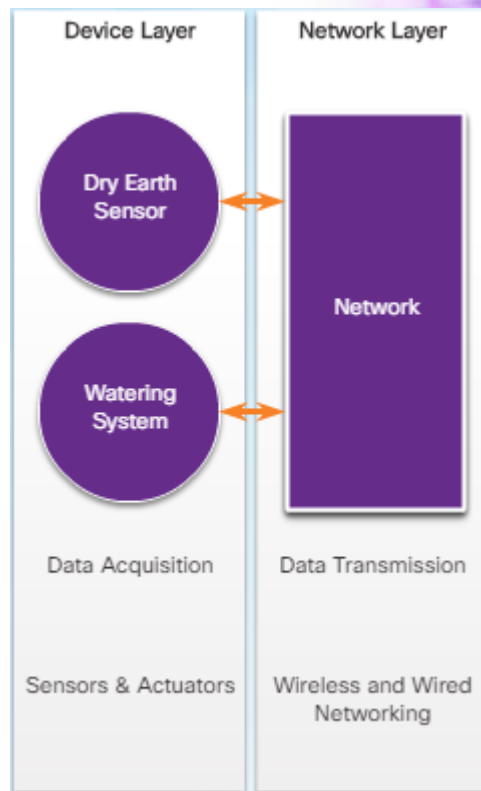 Device Layer
Network Layer
Dry Earth
Sensor
Network
Watering
System
Data Acquisition
Data Transmission
Sensors & Actuators
Wireless and Wired
Networking